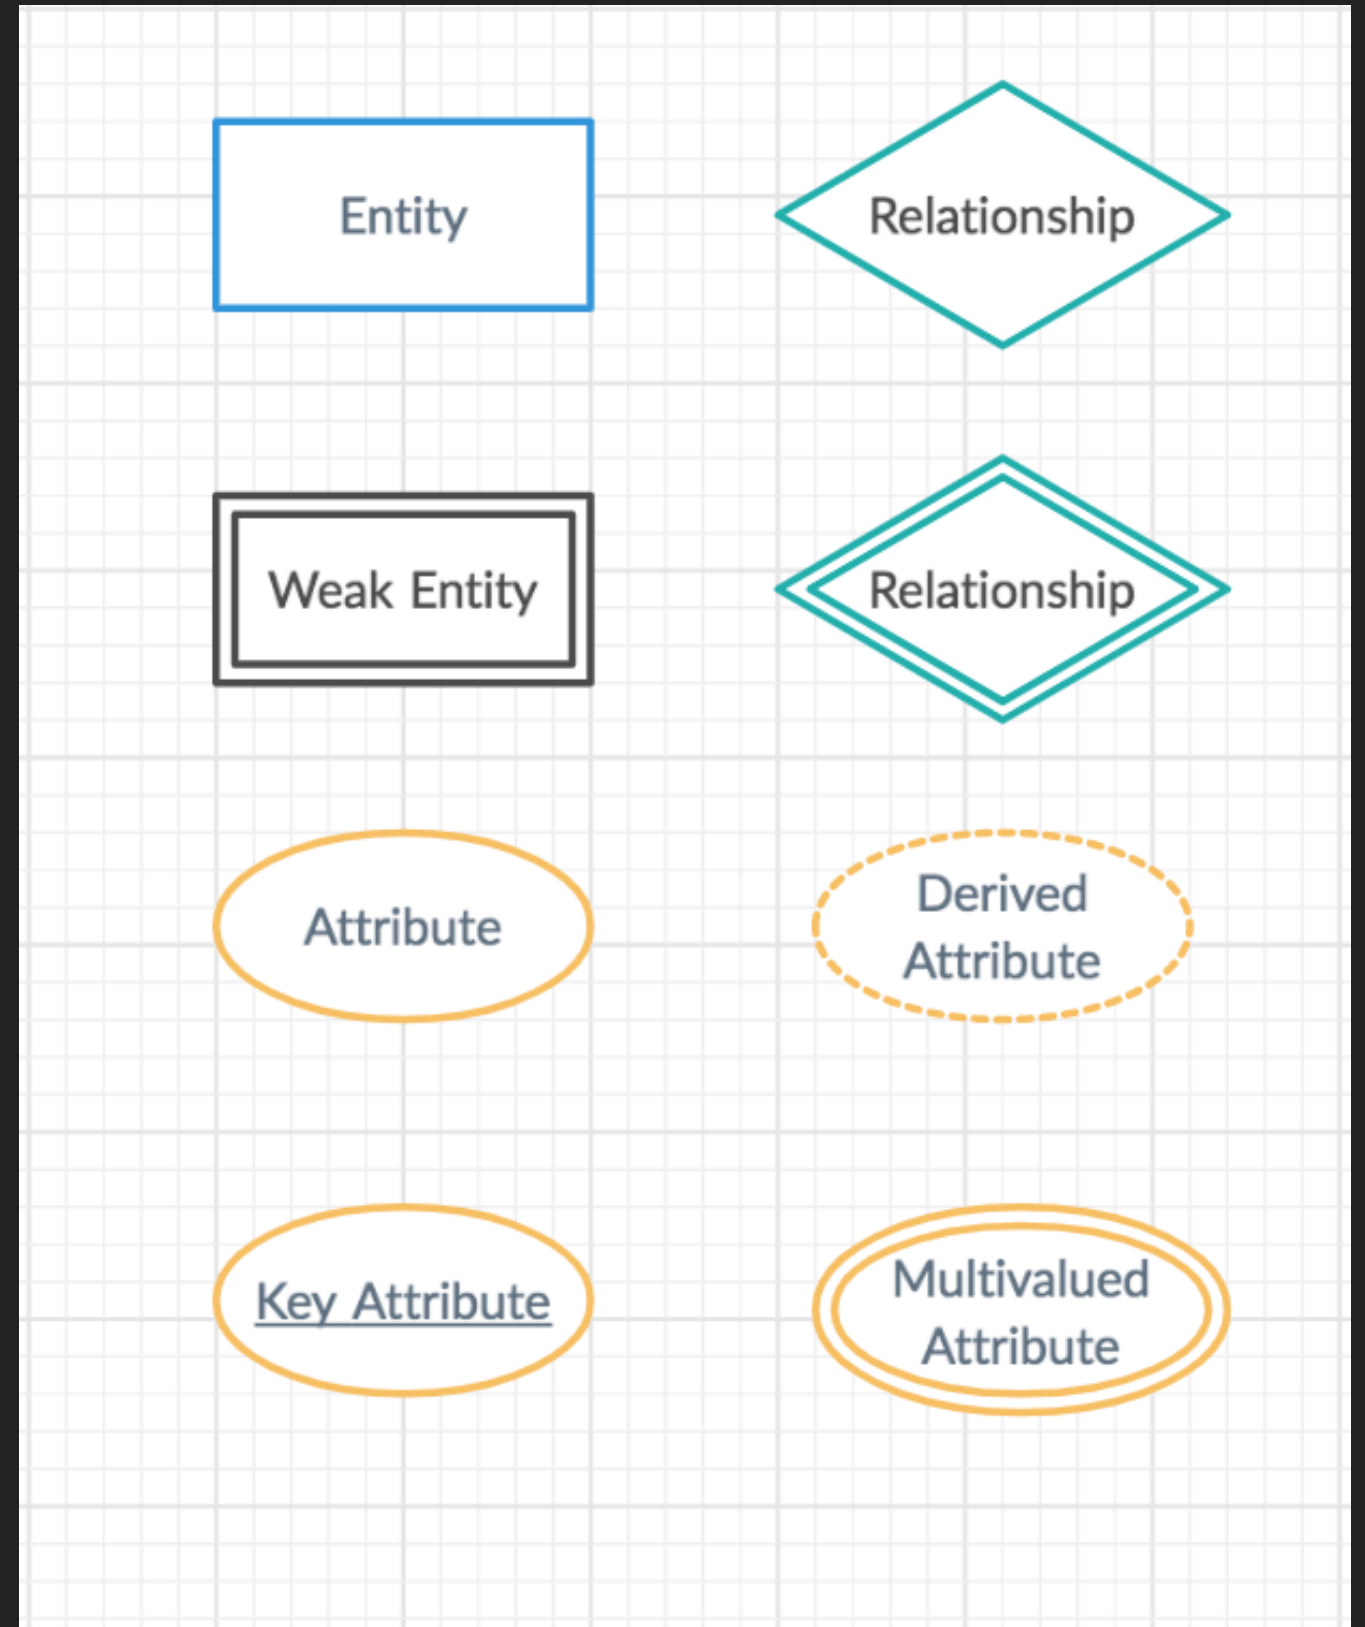 Entity
Relationship
Weak Entity
Relationship
Attribute
Derived
Attribute
Key Attribute
Multivalued
Attribute